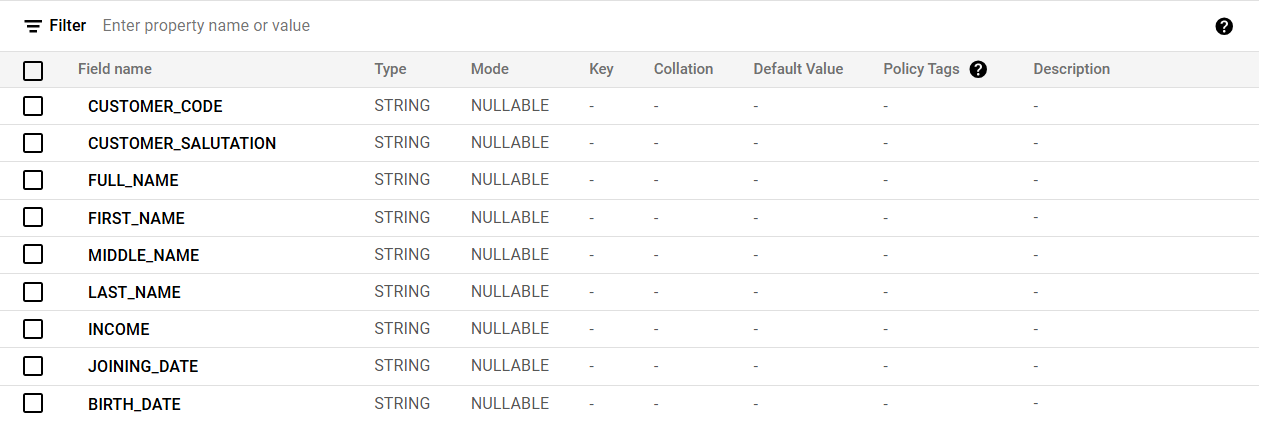 Filter Enter property name or value ?
Field name Type Mode Key Collation Default Value Policy Tags ? Description
CUSTOMER_CODE STRING NULLABLE - - - - -
CUSTOMER_SALUTATION STRING NULLABLE - - - - -
FULL_NAME STRING NULLABLE - - - - -
FIRST_NAME STRING NULLABLE - - - - -
MIDDLE_NAME STRING NULLABLE - - - - -
LAST_NAME STRING NULLABLE - - - - -
INCOME STRING NULLABLE - - - - -
JOINING_DATE STRING NULLABLE - - - - -
BIRTH_DATE STRING NULLABLE - - - - -